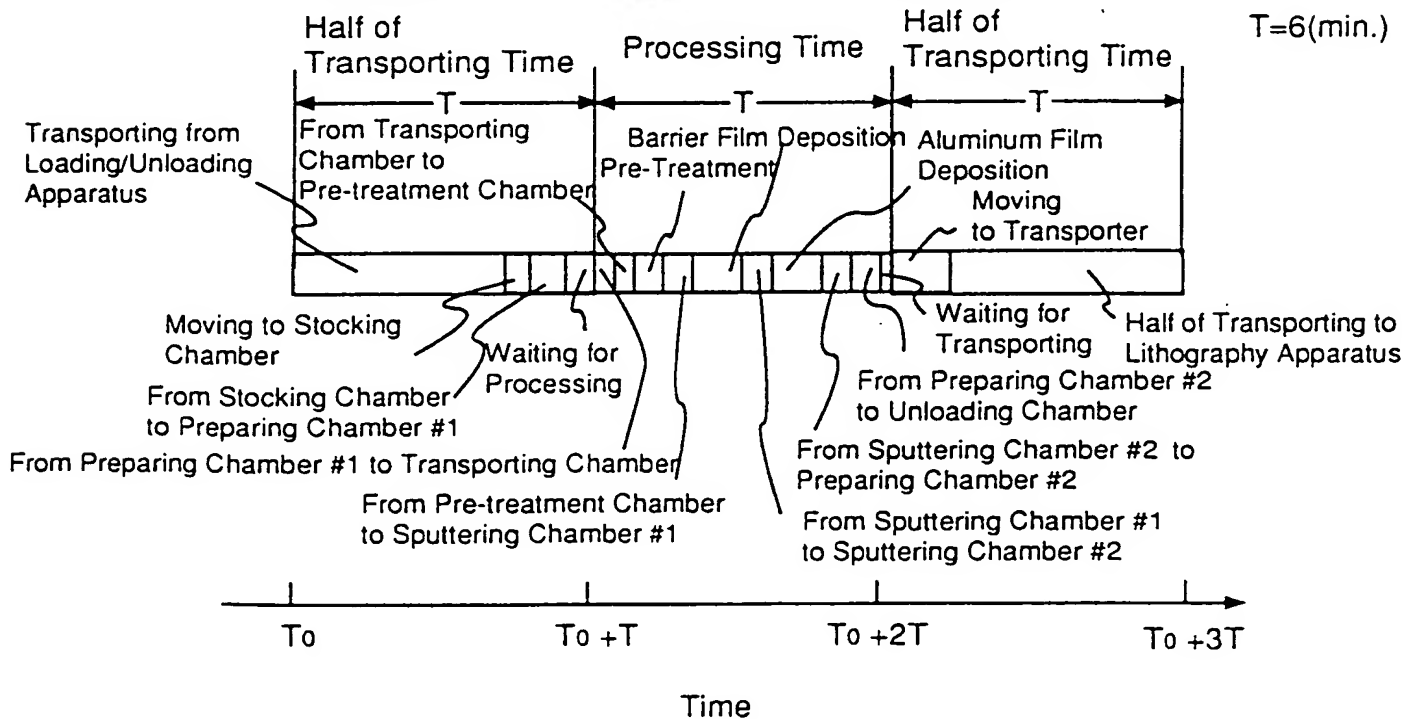 Half of
Transporting Time
Processing Time
Half of
Transporting Time
T=6(min.)
T
T
T
Transporting from
Loading/Unloading
Apparatus
From Transporting
Chamber to
Pre-treatment Chamber
Barrier Film Deposition
Pre-Treatment
Aluminum Film
Deposition
Moving
to Transporter
Moving to Stocking
Chamber
Waiting for
Processing
From Stocking Chamber
to Preparing Chamber #1
From Preparing Chamber #1 to Transporting Chamber
From Pre-treatment Chamber
to Sputtering Chamber #1
Waiting for
Transporting
Half of Transporting to
Lithography Apparatus
From Preparing Chamber #2
to Unloading Chamber
From Sputtering Chamber #2 to
Preparing Chamber #2
From Sputtering Chamber #1
to Sputtering Chamber #2
To
To +T
To +2T
To +3T
Time